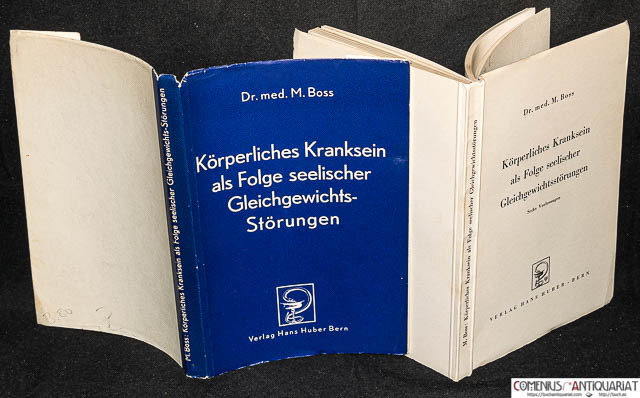 Dr. med. M. Boss
Körperliches Kranksein
als Folge seelischer
Gleichgewichts-
Störungen
Verlag Hans Huber Bern
M. Boss: Körperliches Kranksein als Folge seelischer Gleichgewichts-Störungen
Dr. med. M. Boss
Körperliches Kranksein
als Folge seelischer
Gleichgewichtsstörungen
Sechs Vorlesungen
VERLAG HANS HUBER · BERN
M. Boss: Körperliches Kranksein als Folge seelischer Gleichgewichtsstörungen
COMENIUS-ANTIQUARIAT